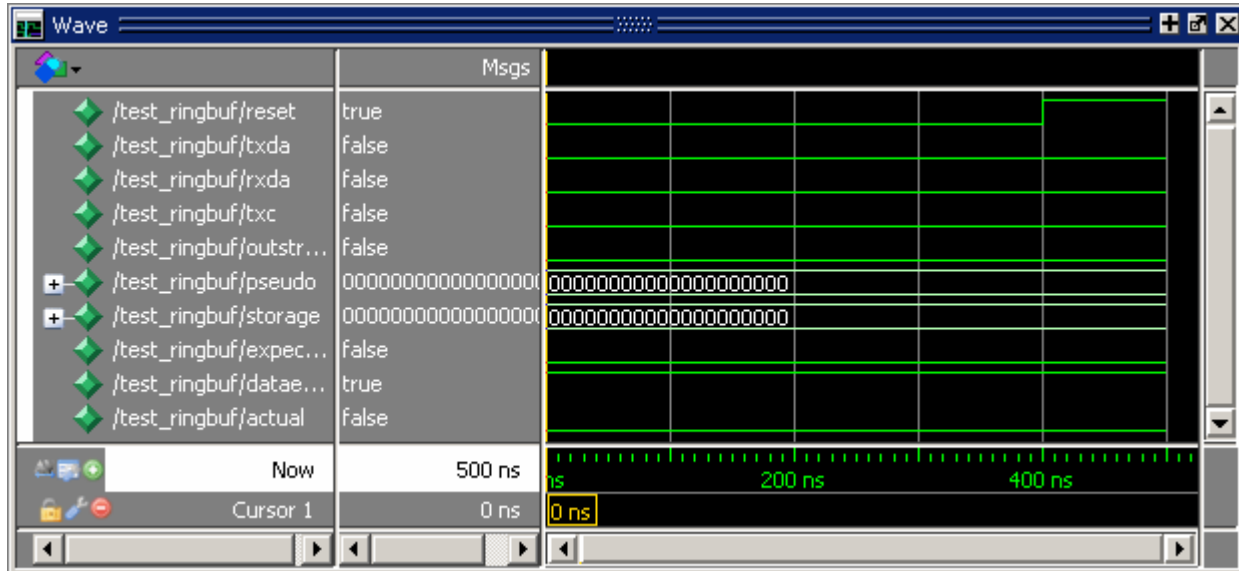 Wave
Msgs
/test_ringbuf/reset true
/test_ringbuf/txda false
/test_ringbuf/rxda false
/test_ringbuf/txc false
/test_ringbuf/outstr... false
/test_ringbuf/pseudo 00000000000000000 00000000000000000000
/test_ringbuf/storage 00000000000000000 00000000000000000000
/test_ringbuf/expec... false
/test_ringbuf/datae... true
/test_ringbuf/actual false
Now 500 ns ns 200 ns 400 ns
Cursor 1 0 ns 0 ns